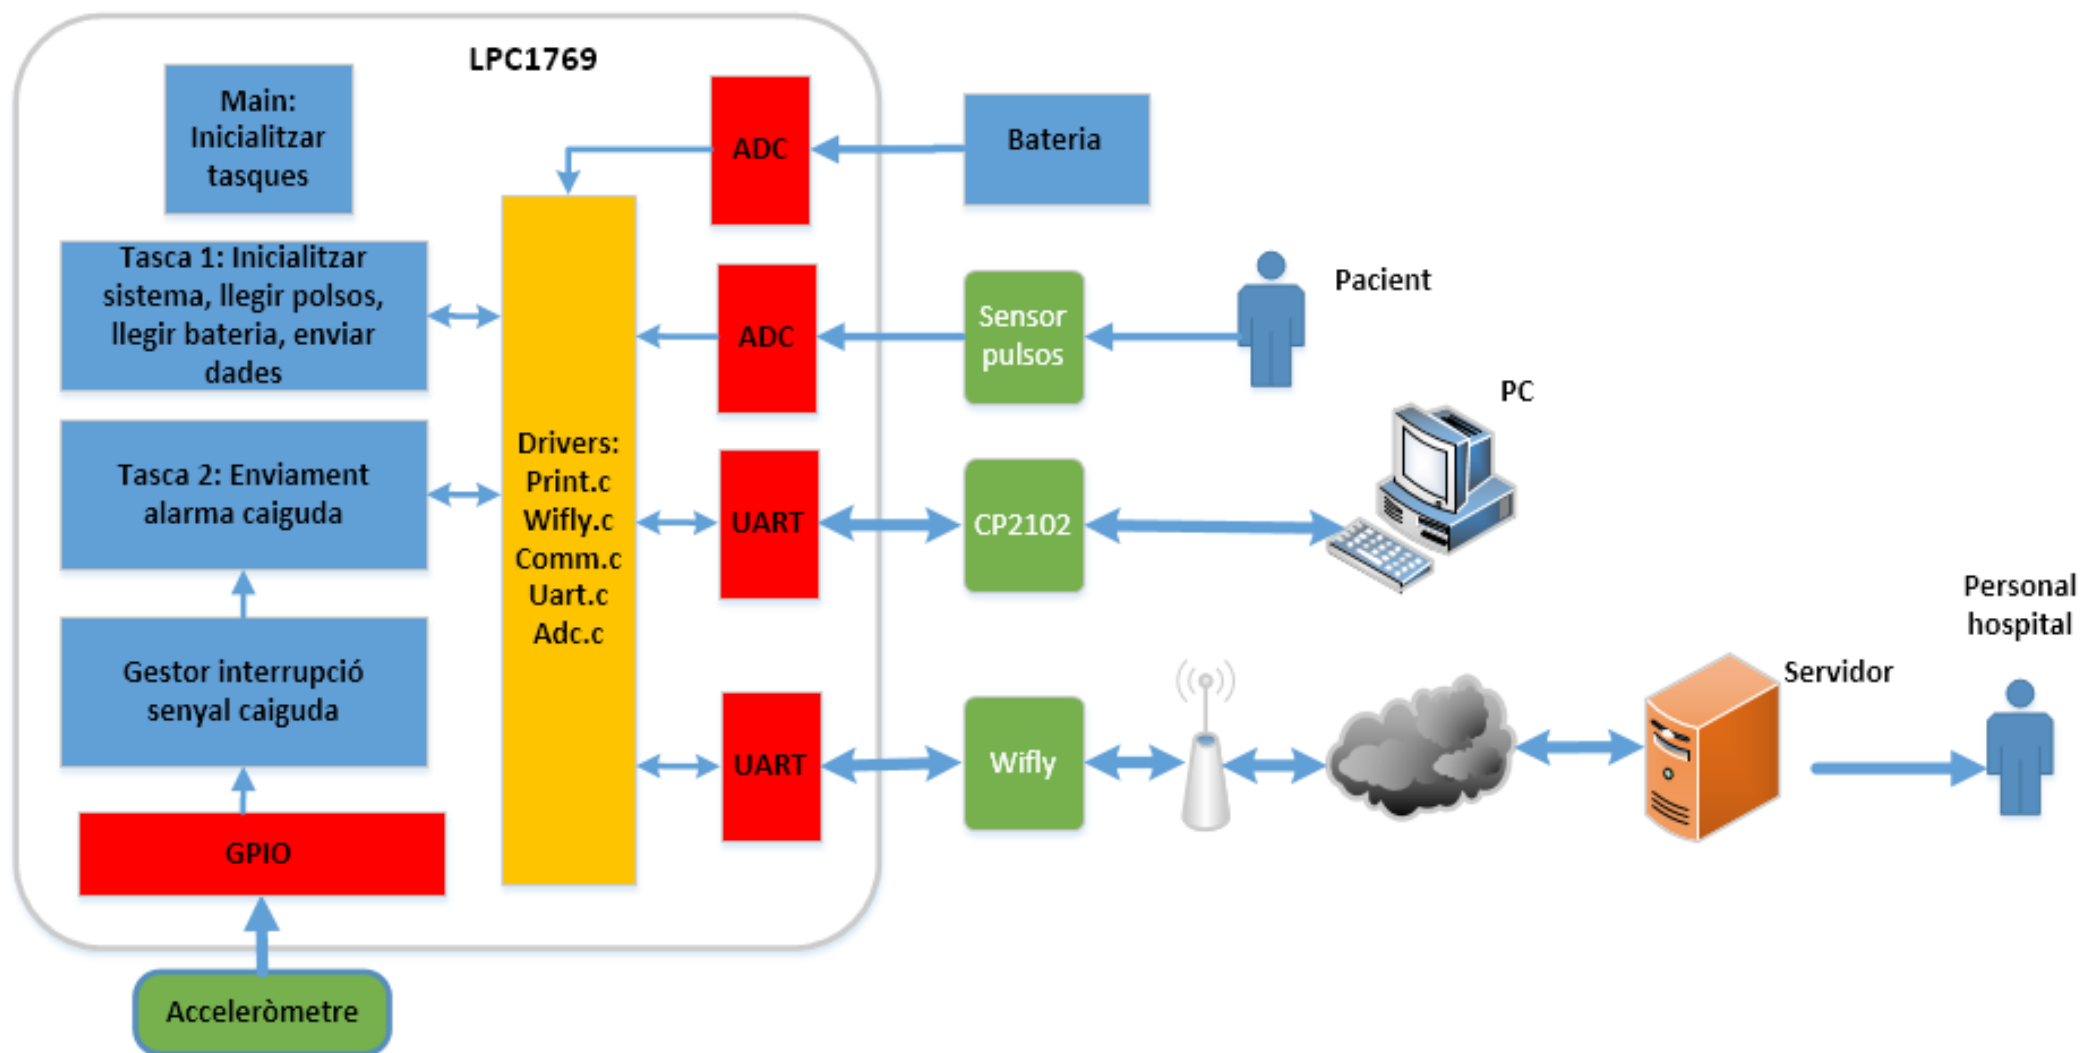 LPC1769
Main:
Inicialitzar
tasques
ADC
Bateria
Tasca 1: Inicialitzar
sistema, llegir polsos,
llegir bateria, enviar
dades
ADC
Sensor
pulsos
Pacient
PC
Tasca 2: Enviament
alarma caiguda
Drivers:
Print.c
Wifly.c
Comm.c
Uart.c
Adc.c
UART
CP2102
Personal
hospital
Gestor interrupció
senyal caiguda
UART
Wifly
Servidor
GPIO
Acceleròmetre